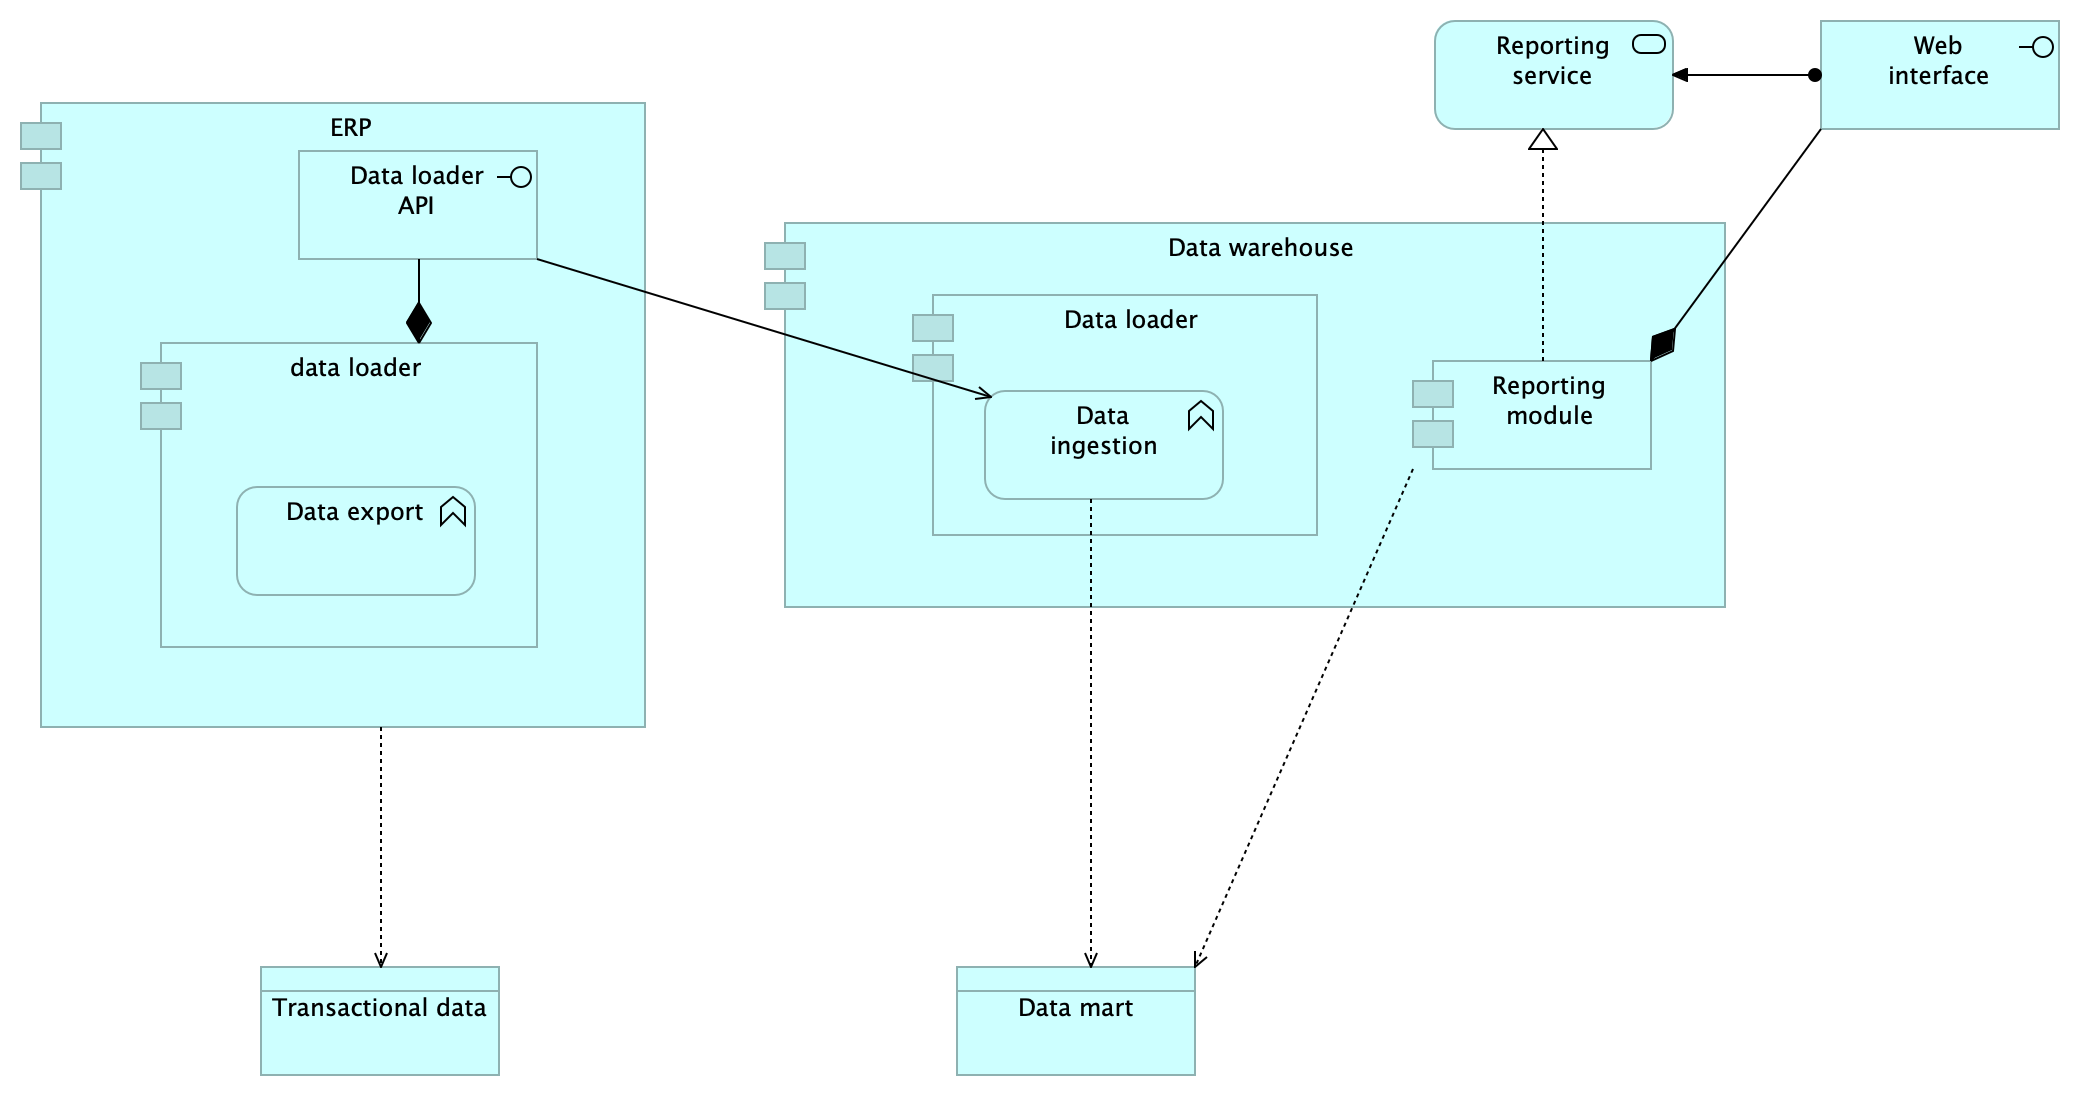 Reporting
service
Web
interface
ERP
Data loader
API
data loader
Data export
Data warehouse
Data loader
Data
ingestion
Reporting
module
Transactional data
Data mart